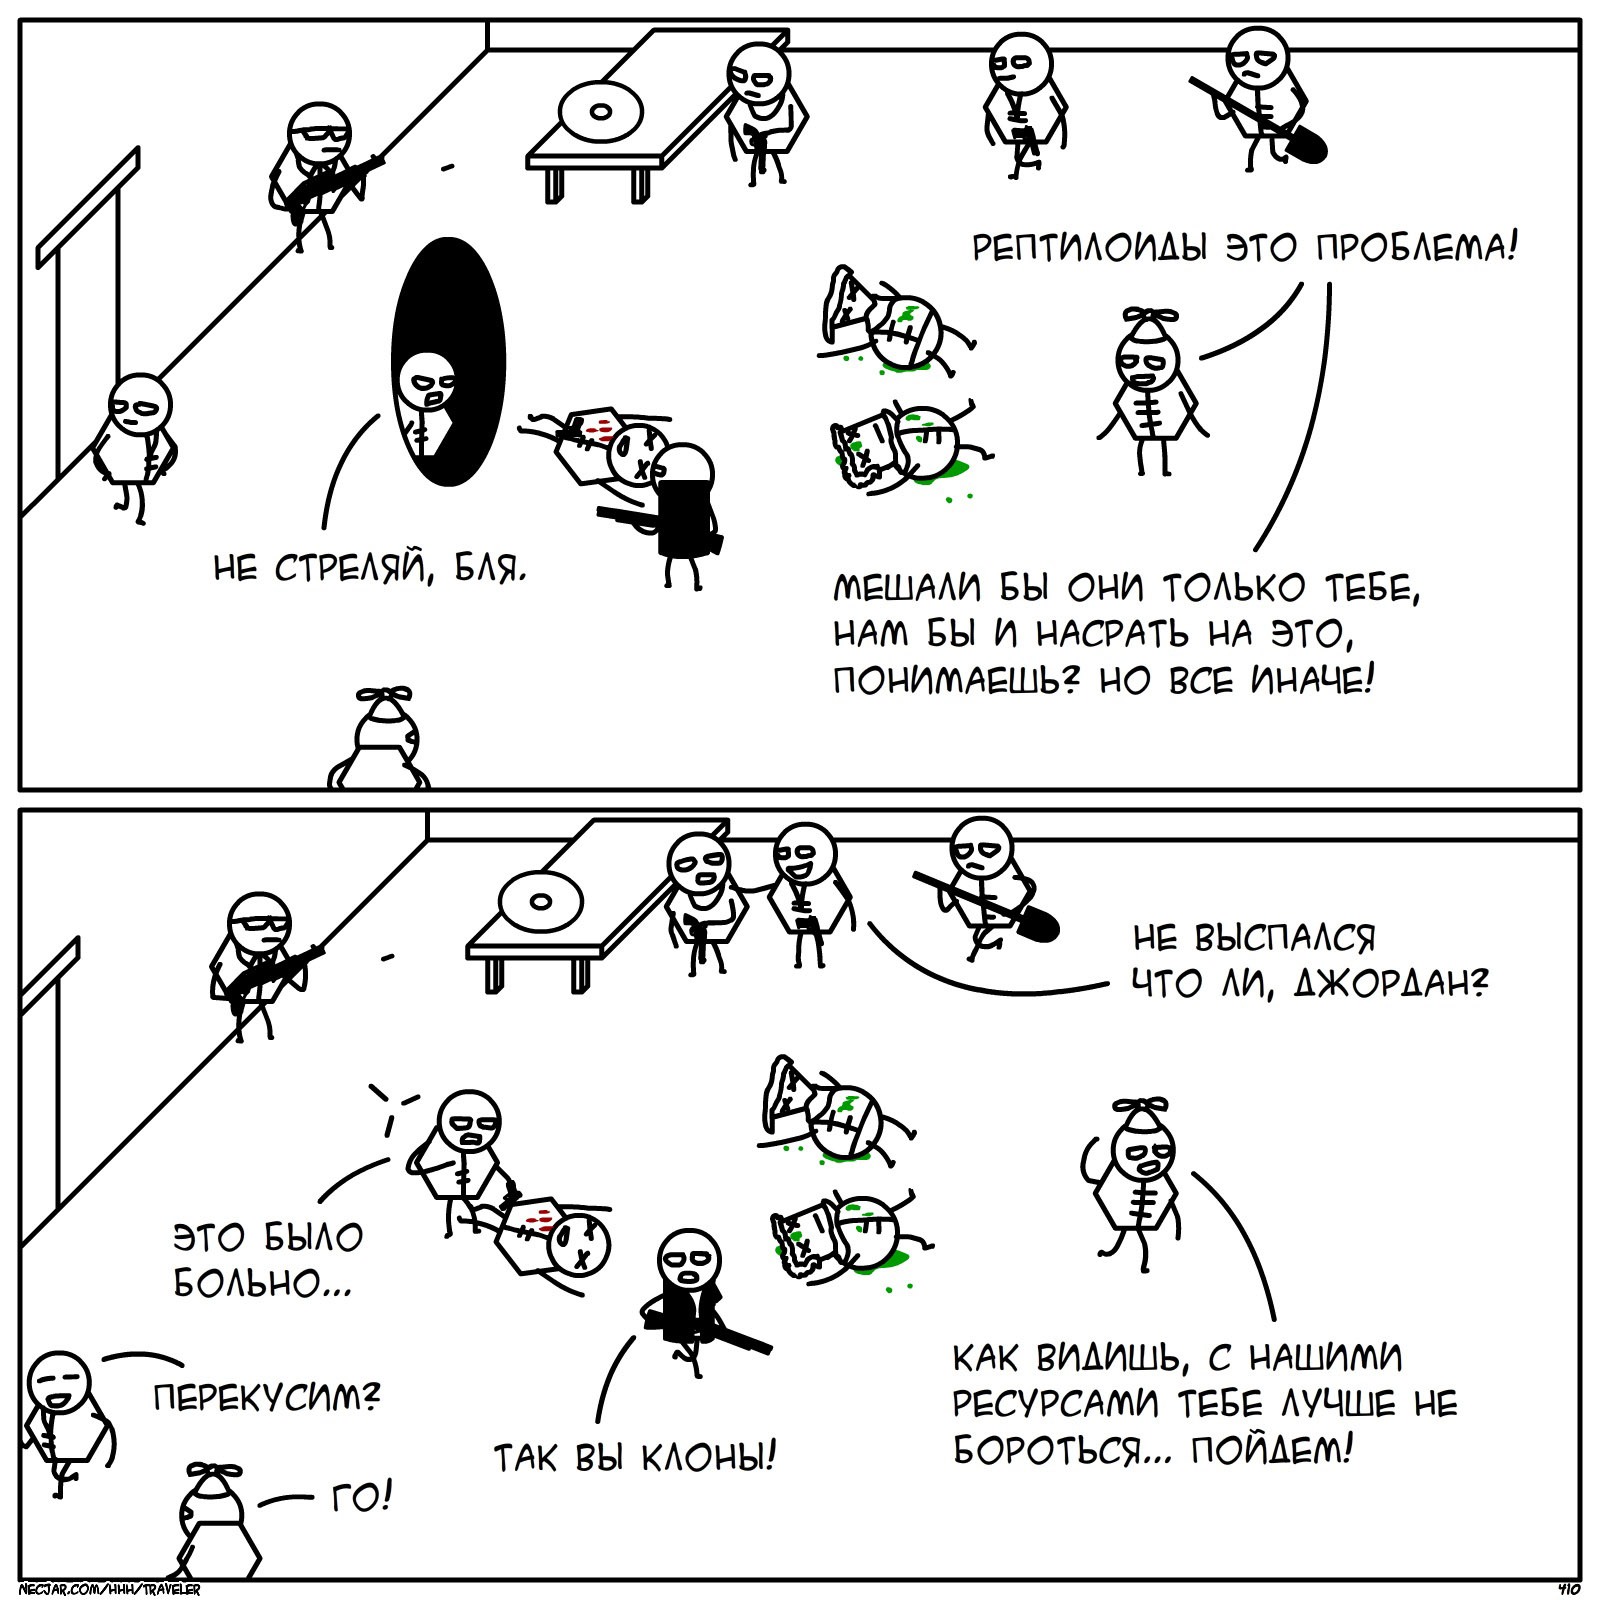 РЕПТИЛОИДЫ ЭТО ПРОБЛЕМА!
НЕ СТРЕЛЯЙ, БЛЯ.
МЕШАЛИ БЫ ОНИ ТОЛЬКО ТЕБЕ,
НАМ БЫ И НАСРАТЬ НА ЭТО,
ПОНИМАЕШЬ? НО ВСЕ ИНАЧЕ!
НЕ ВЫСПАЛСЯ
ЧТО ЛИ, ДЖОРДАН?
ЭТО БЫЛО
БОЛЬНО...
ПЕРЕКУСИМ?
ГО!
ТАК ВЫ КЛОНЫ!
КАК ВИДИШЬ, С НАШИМИ
РЕСУРСАМИ ТЕБЕ ЛУЧШЕ НЕ
БОРОТЬСЯ... ПОЙДЕМ!
NECJAR.COM/HHH/TRAVELER
410